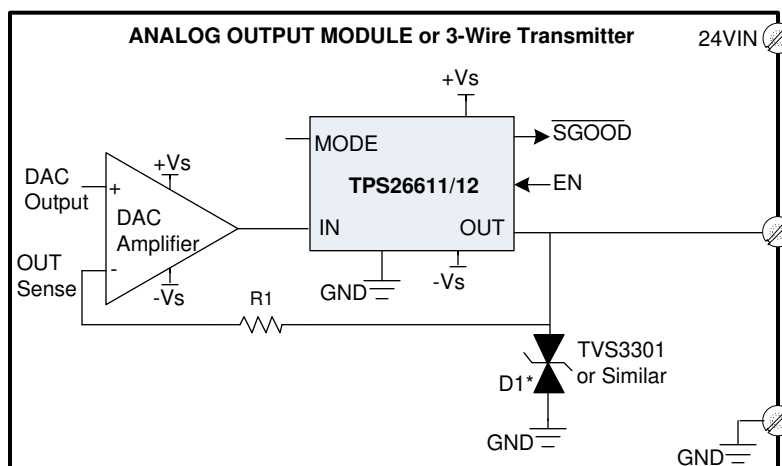 ANALOG OUTPUT MODULE or 3-Wire Transmitter
24VIN
+Vs
MODE
SGOOD
TPS26611/12
EN
DAC
Output
+
+Vs
DAC
Amplifier
IN
OUT
OUT
Sense
-
-Vs
GND
-Vs
R1
TVS3301
or Similar
D1*
GND
GND